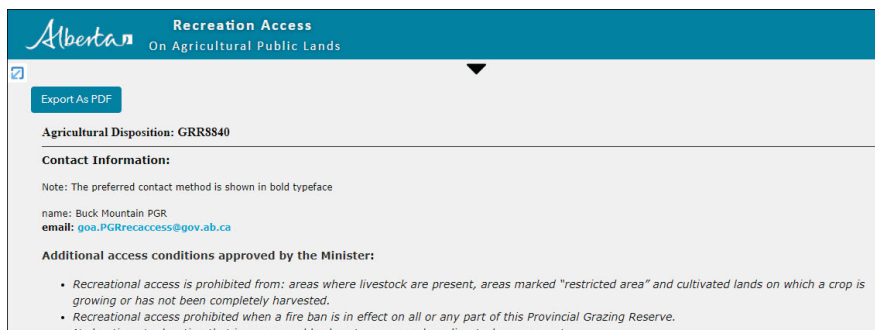 Alberta
Recreation Access
On Agricultural Public Lands
Export As PDF
Agricultural Disposition: GRR8840
Contact Information:
Note: The preferred contact method is shown in bold typeface
name: Buck Mountain PGR
email: goa.PGRrecaccess@gov.ab.ca
Additional access conditions approved by the Minister:
• Recreational access is prohibited from: areas where livestock are present, areas marked "restricted area" and cultivated lands on which a crop is
growing or has not been completely harvested.
• Recreational access prohibited when a fire ban is in effect on all or any part of this Provincial Grazing Reserve.